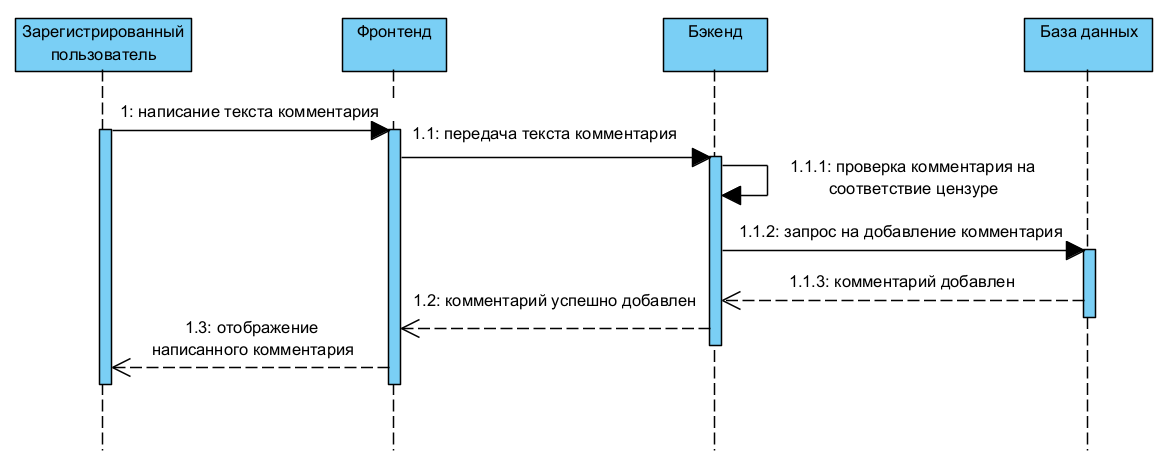 Зарегистрированный
пользователь
Фронтенд
Бэкенд
База данных
1: написание текста комментария
1.1: передача текста комментария
1.1.1: проверка комментария на
соответствие цензуре
1.1.2: запрос на добавление комментария
1.1.3: комментарий добавлен
1.2: комментарий успешно добавлен
1.3: отображение
написанного комментария